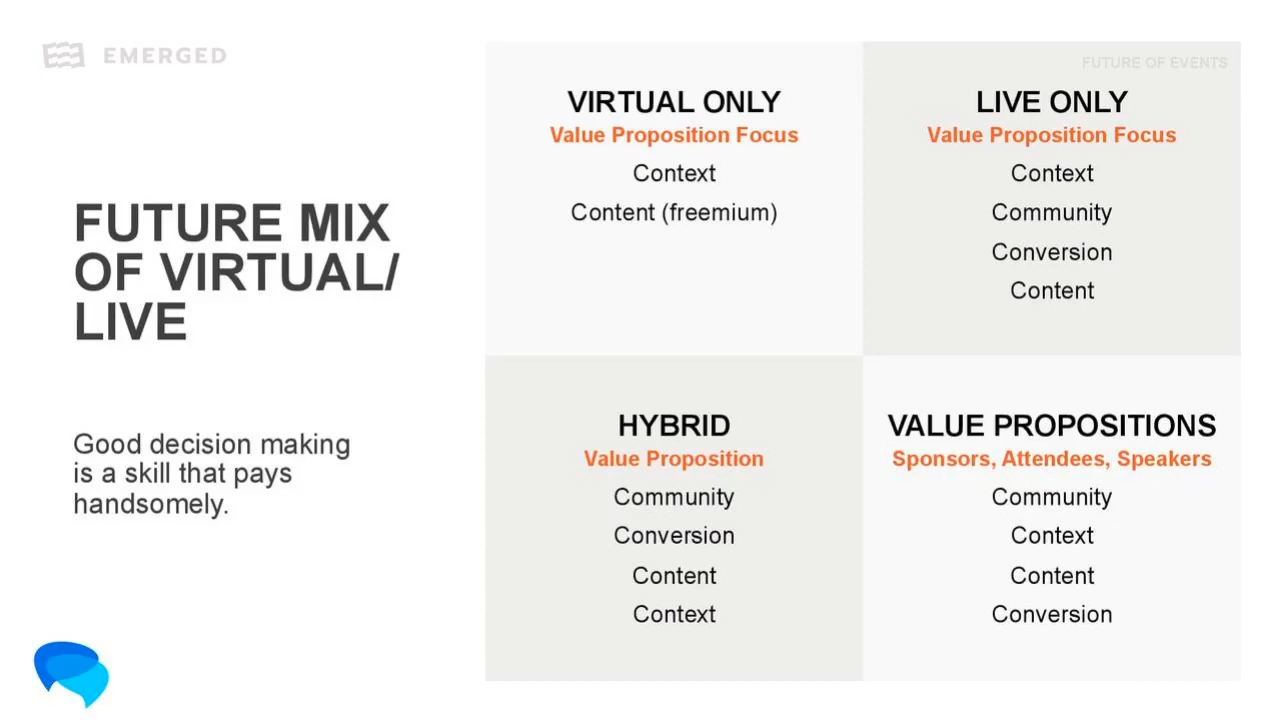 EMERGED
FUTURE OF EVENTS
FUTURE MIX
OF VIRTUAL/
LIVE
Good decision making
is a skill that pays
handsomely.
VIRTUAL ONLY
Value Proposition Focus
Context
Content (freemium)
LIVE ONLY
Value Proposition Focus
Context
Community
Conversion
Content
HYBRID
Value Proposition
Community
Conversion
Content
Context
VALUE PROPOSITIONS
Sponsors, Attendees, Speakers
Community
Context
Content
Conversion